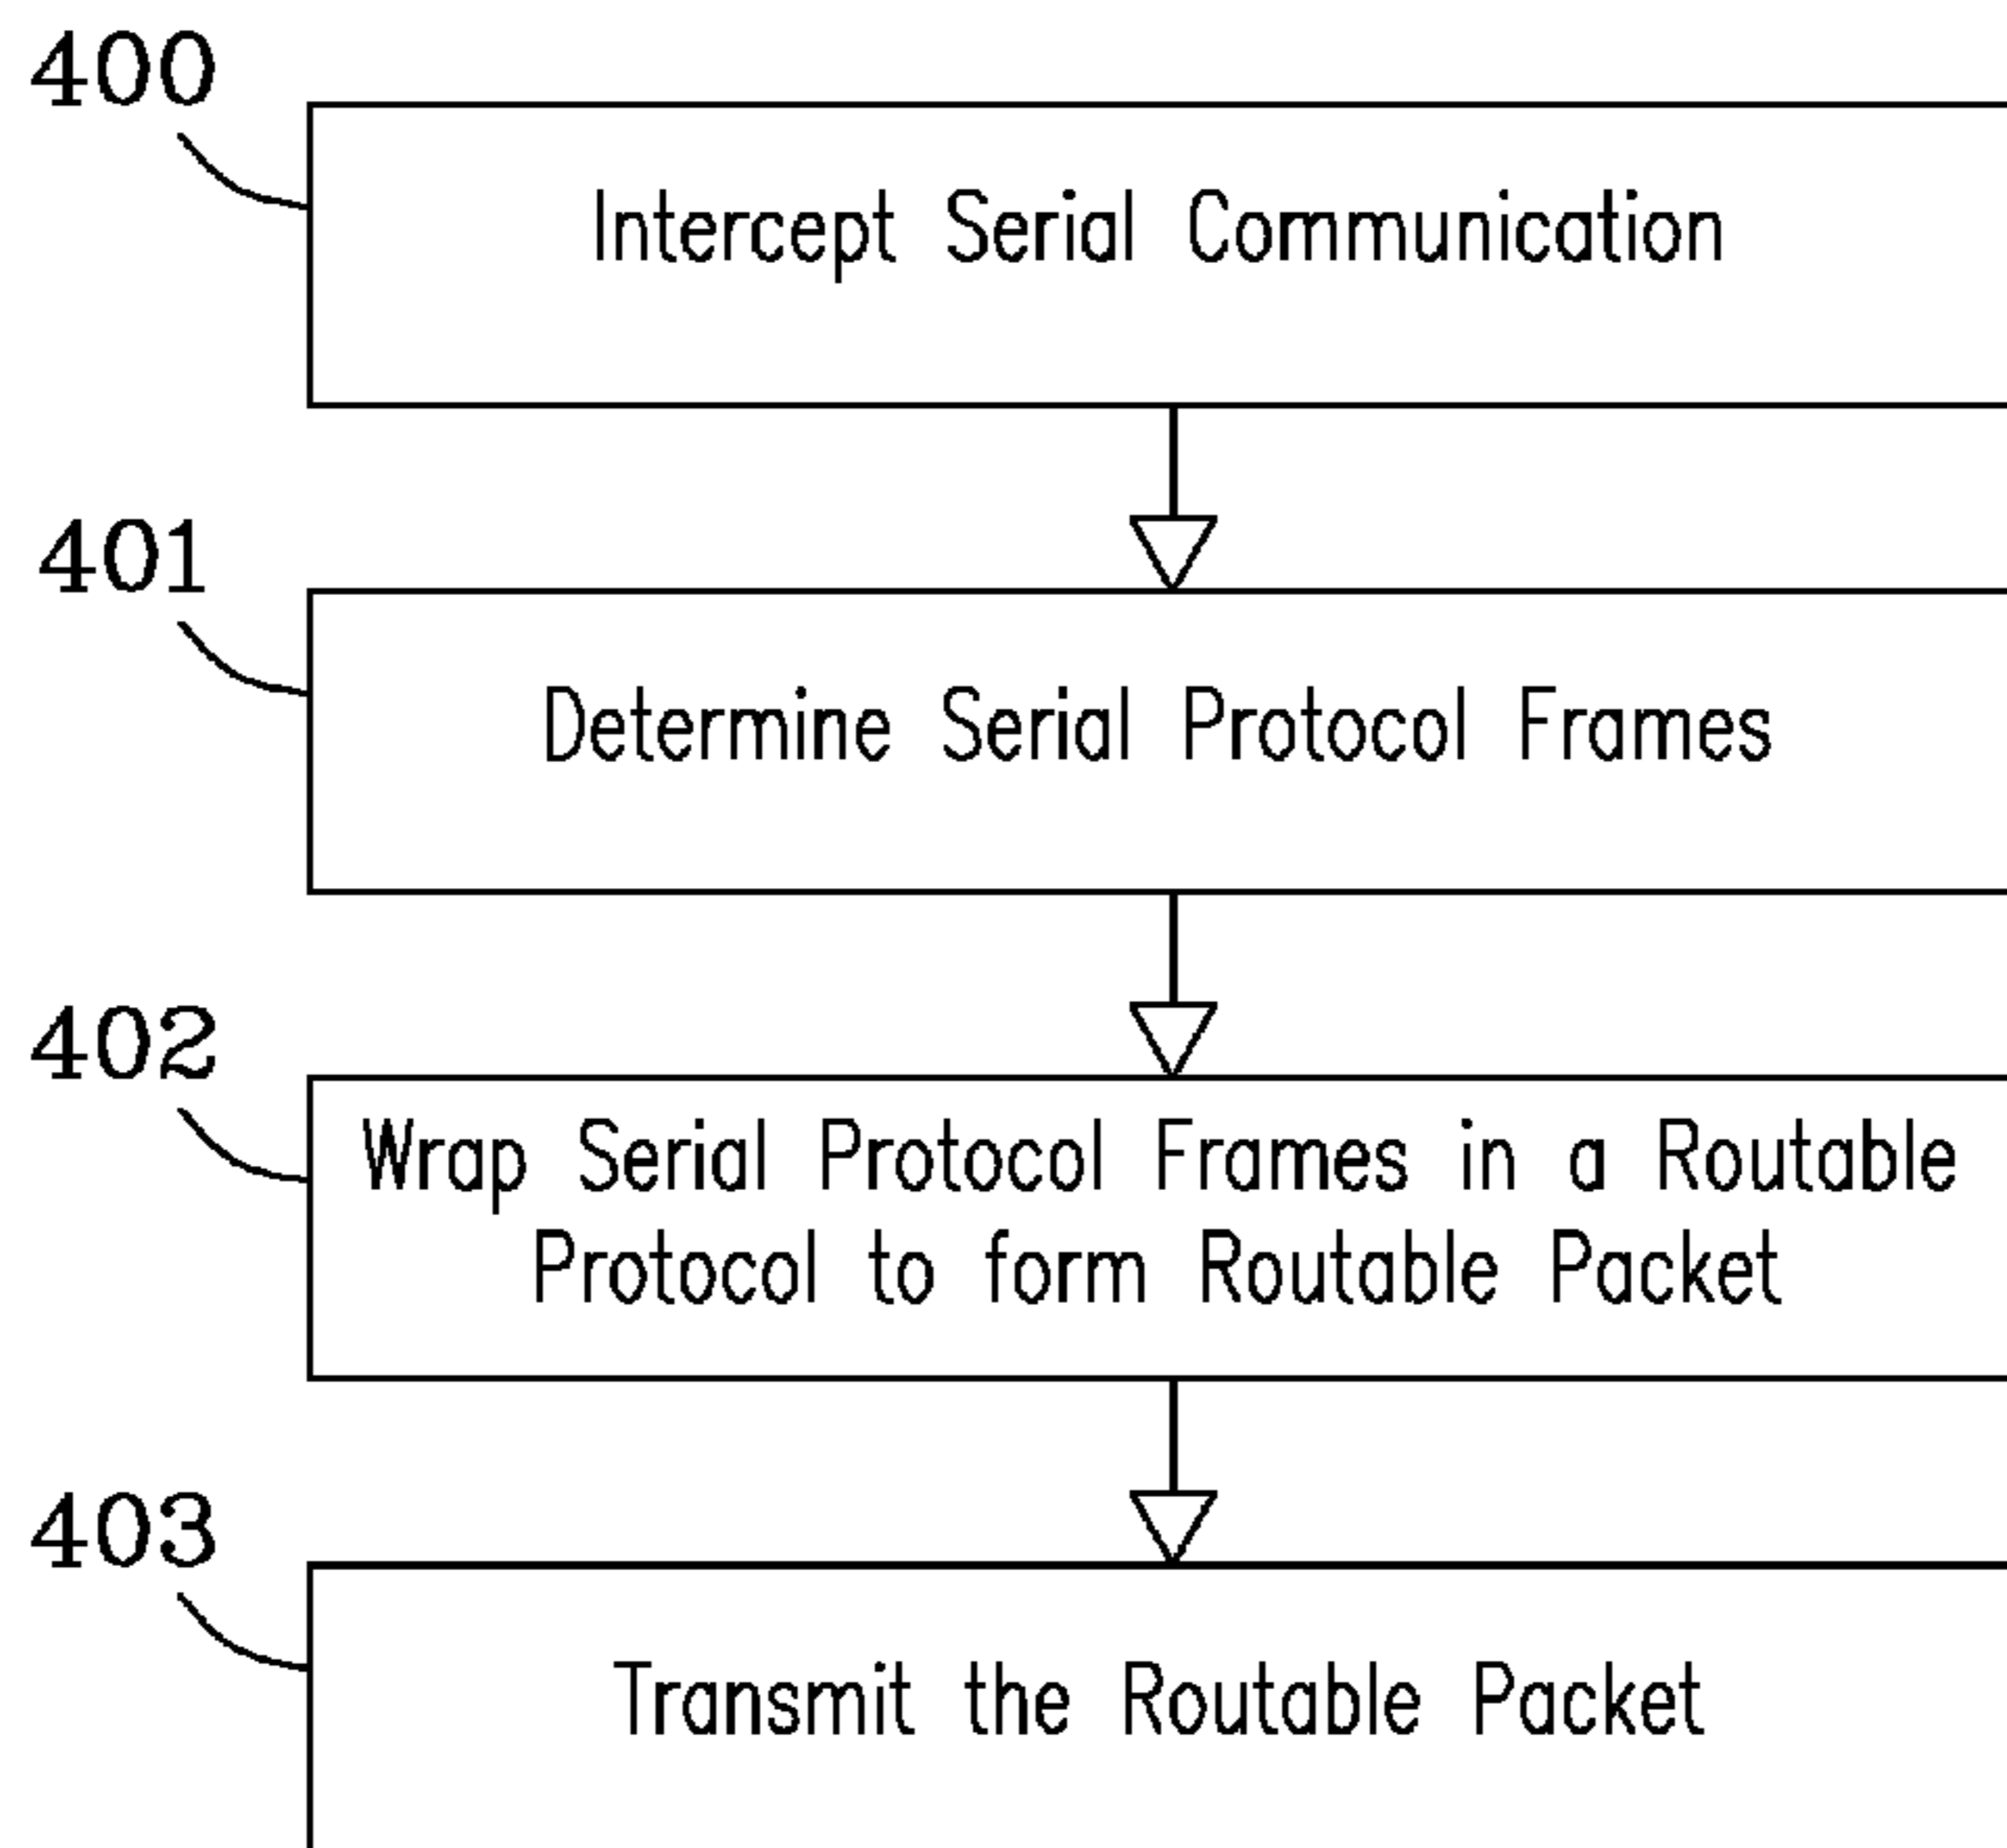 400
Intercept Serial Communication
401
Determine Serial Protocol Frames
402
Wrap Serial Protocol Frames in a Routable
Protocol to form Routable Packet
403
Transmit the Routable Packet